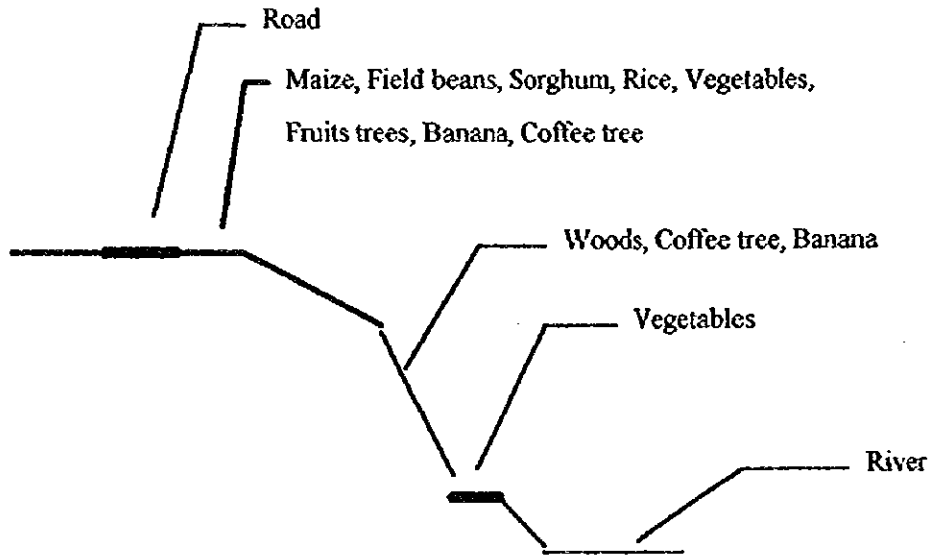 Road
Maize, Field beans, Sorghum, Rice, Vegetables,
Fruits trees, Banana, Coffee tree
Woods, Coffee tree, Banana
Vegetables
River